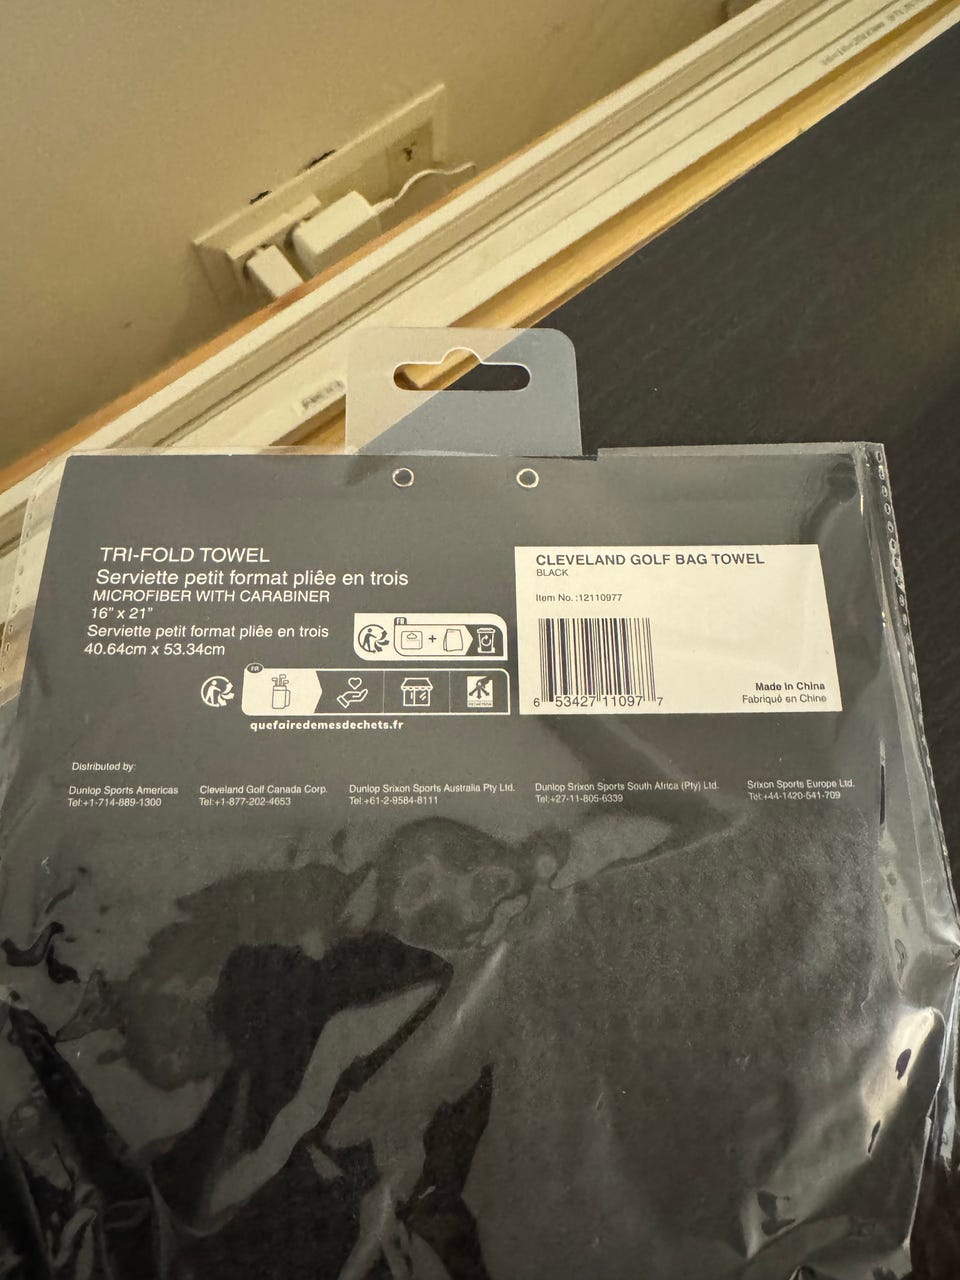 TRI-FOLD TOWEL
Serviette petit format pliêe en trois
MICROFIBER WITH CARABINER
16" x 21"
Serviette petit format pliêe en trois
40.64cm x 53.34cm
FR
+
FR
quefairedemesdechets.fr
CLEVELAND GOLF BAG TOWEL
BLACK
Item No. :12110977
6 53427 11097 7
Made In China
Fabriqué en Chine
Distributed by:
Dunlop Sports Americas
Tel:+1-714-889-1300
Cleveland Golf Canada Corp.
Tel:+1-877-202-4653
Dunlop Srixon Sports Australia Pty Ltd.
Tel:+61-2-9584-8111
Dunlop Srixon Sports South Africa (Pty) Ltd.
Tel:+27-11-805-6339
Srixon Sports Europe Ltd.
Tel:+44-1420-541-709